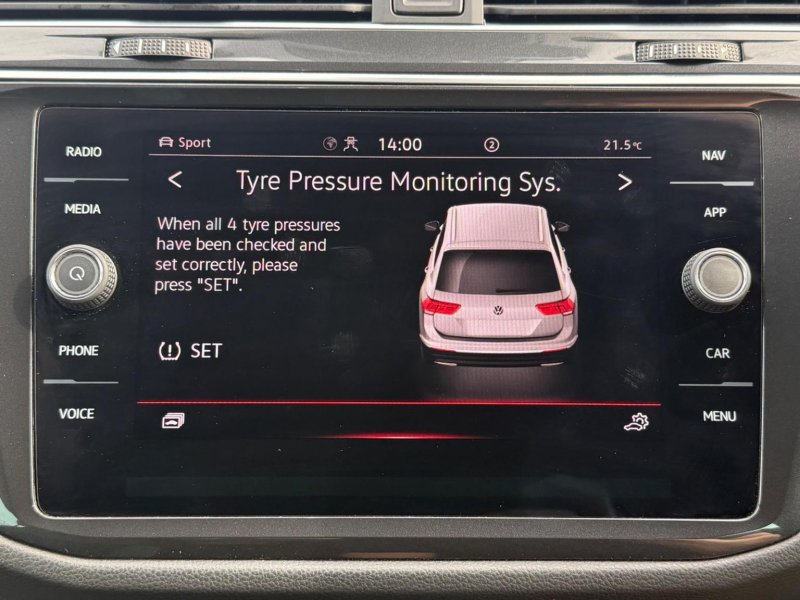 RADIO
MEDIA
PHONE
VOICE
Sport
14:00
2
21.5°C
Tyre Pressure Monitoring Sys.
When all 4 tyre pressures
have been checked and
set correctly, please
press "SET".
SET
NAV
APP
CAR
MENU